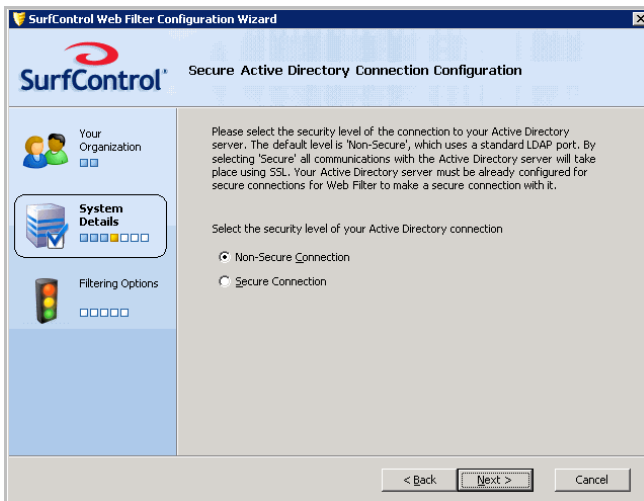 SurfControl Web Filter Configuration Wizard
SurfControl
Secure Active Directory Connection Configuration
Your
Organization
System
Details
Filtering Options
Please select the security level of the connection to your Active Directory
server. The default level is 'Non-Secure', which uses a standard LDAP port. By
selecting 'Secure' all communications with the Active Directory server will take
place using SSL. Your Active Directory server must be already configured for
secure connections for Web Filter to make a secure connection with it.
Select the security level of your Active Directory connection
Non-Secure Connection
Secure Connection
< Back
Next >
Cancel